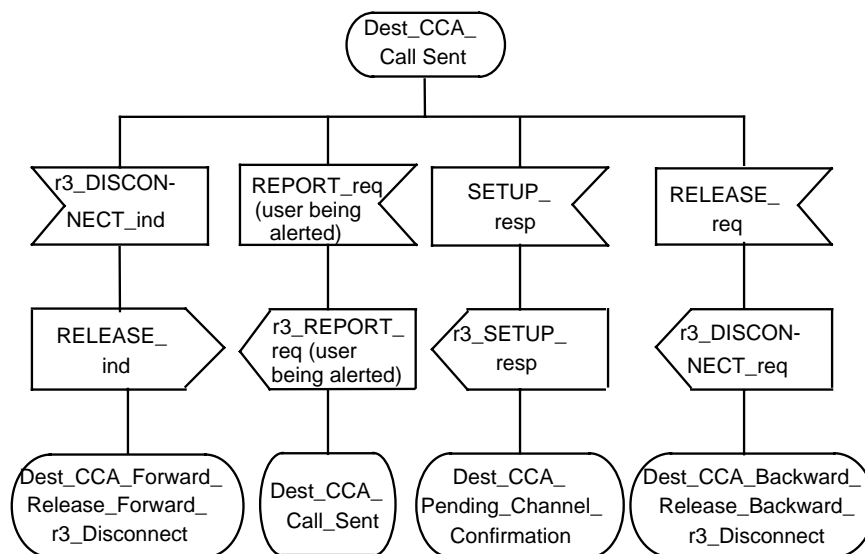 Dest_CCA_
Call Sent
r3_DISCON-
NECT_ind
REPORT_req
(user being
alerted)
SETUP_
resp
RELEASE_
req
RELEASE_
ind
r3_REPORT_
req (user
being alerted)
r3_SETUP_
resp
r3_DISCON-
NECT_req
Dest_CCA_Forward_
Release_Forward_
r3_Disconnect
Dest_CCA_
Call_Sent
Dest_CCA_
Pending_Channel_
Confirmation
Dest_CCA_Backward_
Release_Backward_
r3_Disconnect